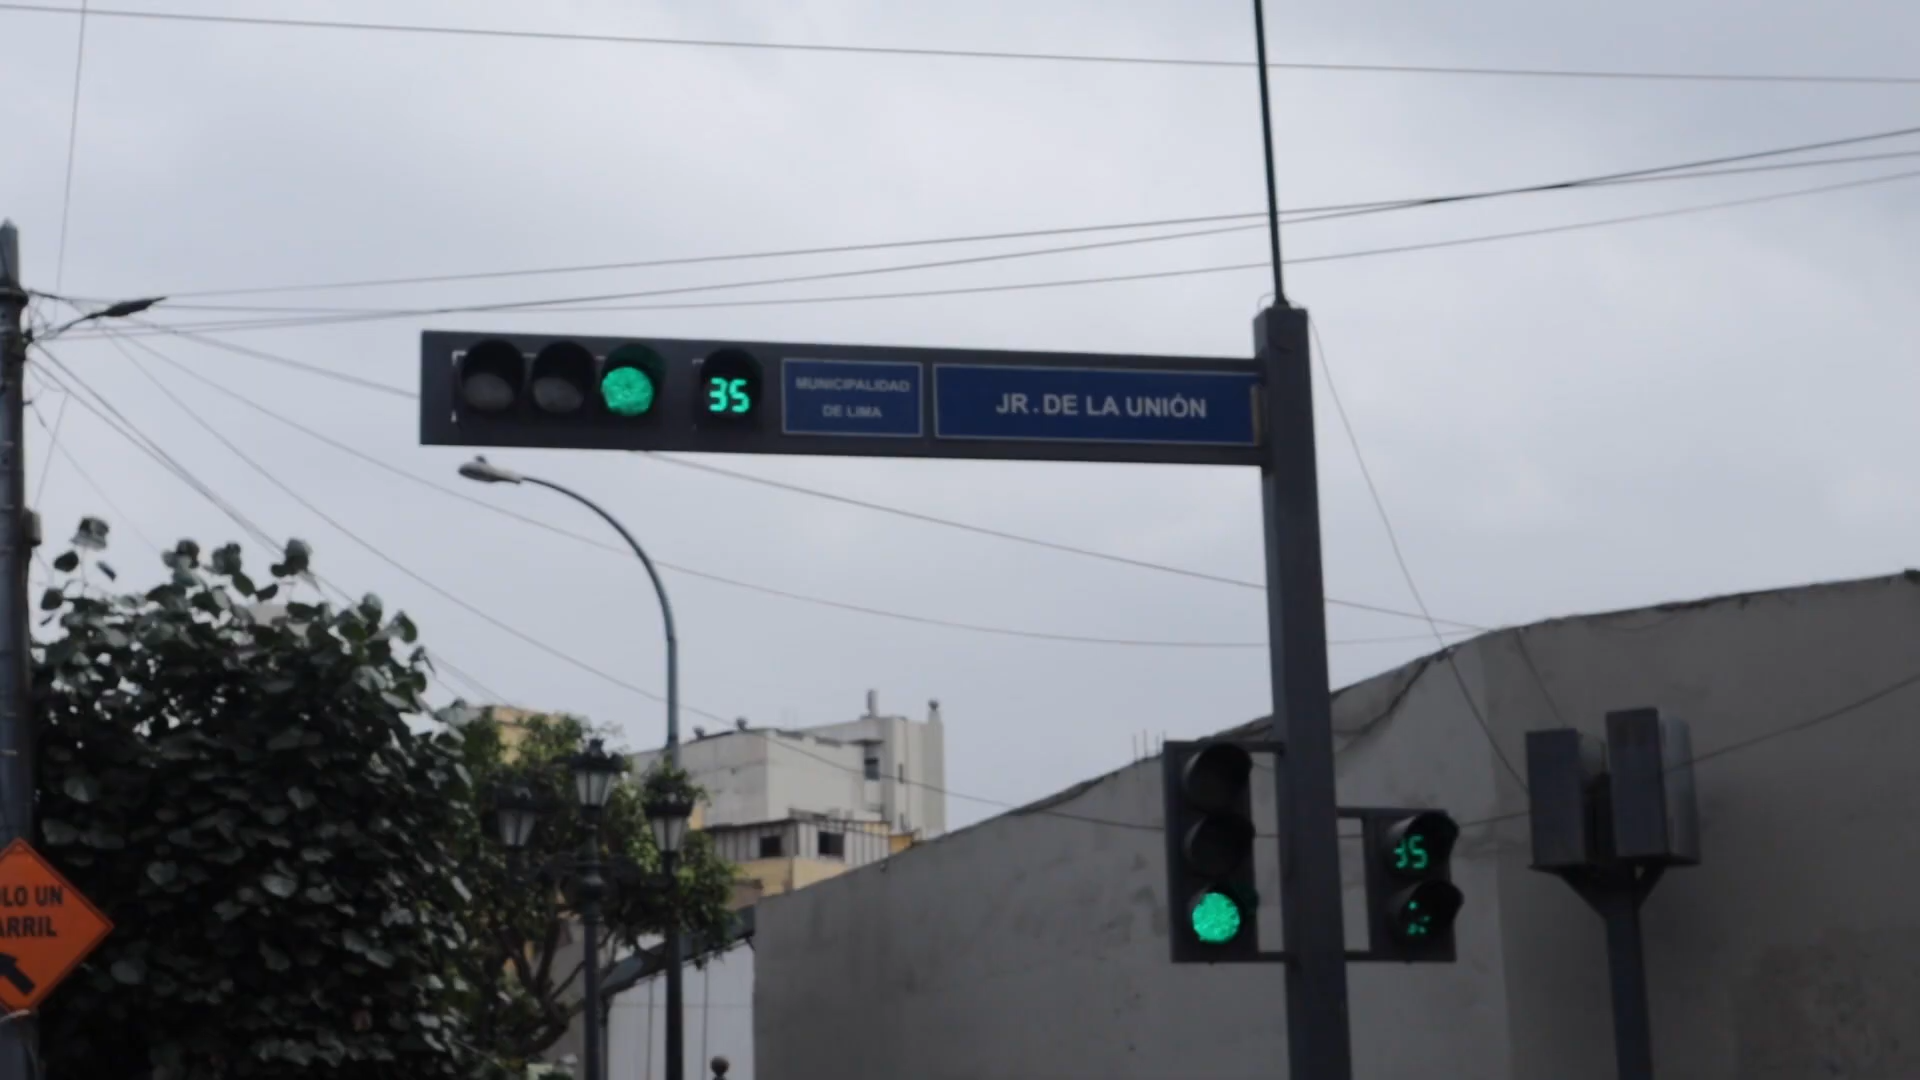 35
MUNICIPALIDAD
DE LIMA
JR. DE LA UNIÓN
35
LO UN
ARRIL